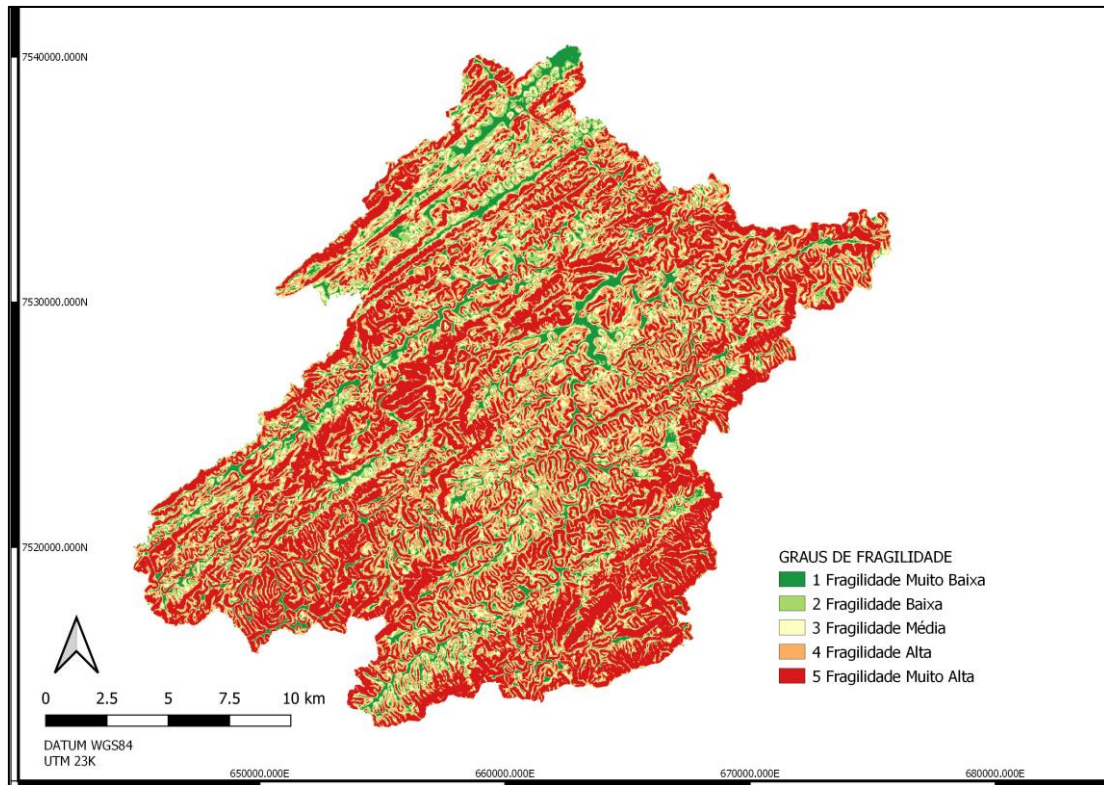 7540000.000N
7530000.000N
7520000.000N
GRAUS DE FRAGILIDADE
1 Fragilidade Muito Baixa
2 Fragilidade Baixa
3 Fragilidade Média
4 Fragilidade Alta
5 Fragilidade Muito Alta
0 2.5 5 7.5 10 km
DATUM WGS84
UTM 23K
650000.000E 660000.000E 670000.000E 680000.000E